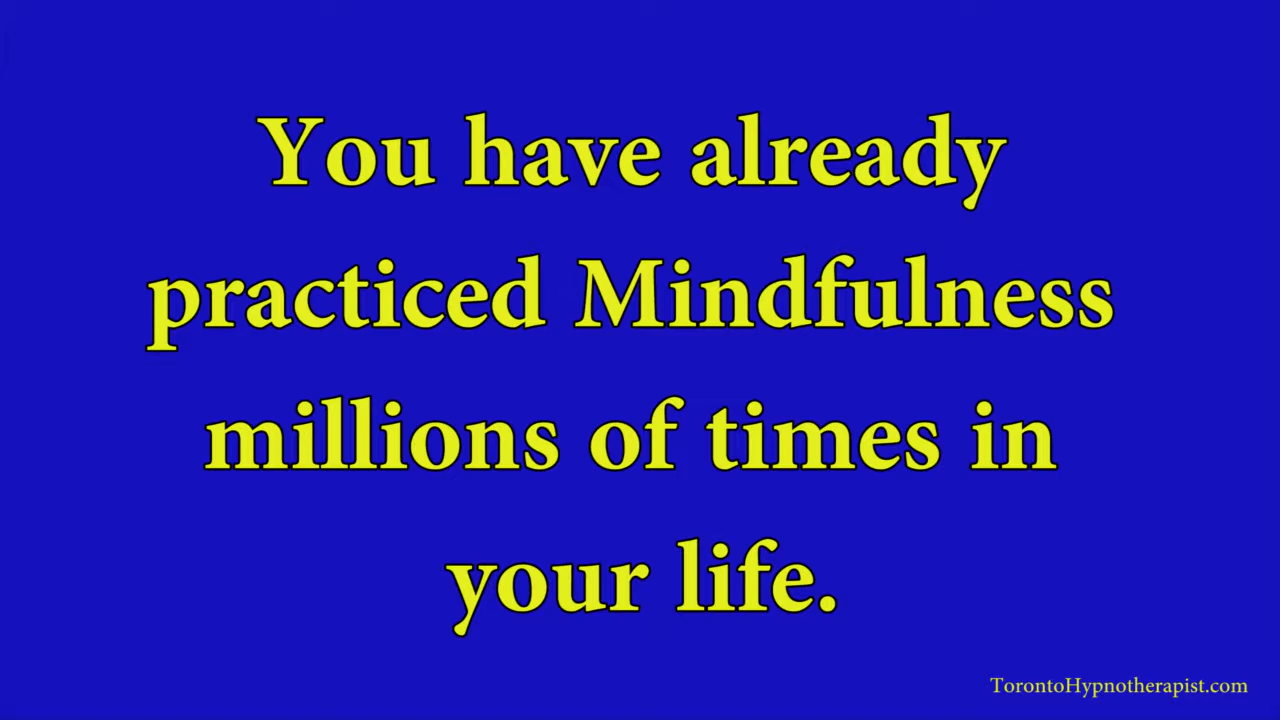 You have already
practiced Mindfulness
millions of times in
your life.
TorontoHypnotherapist.com